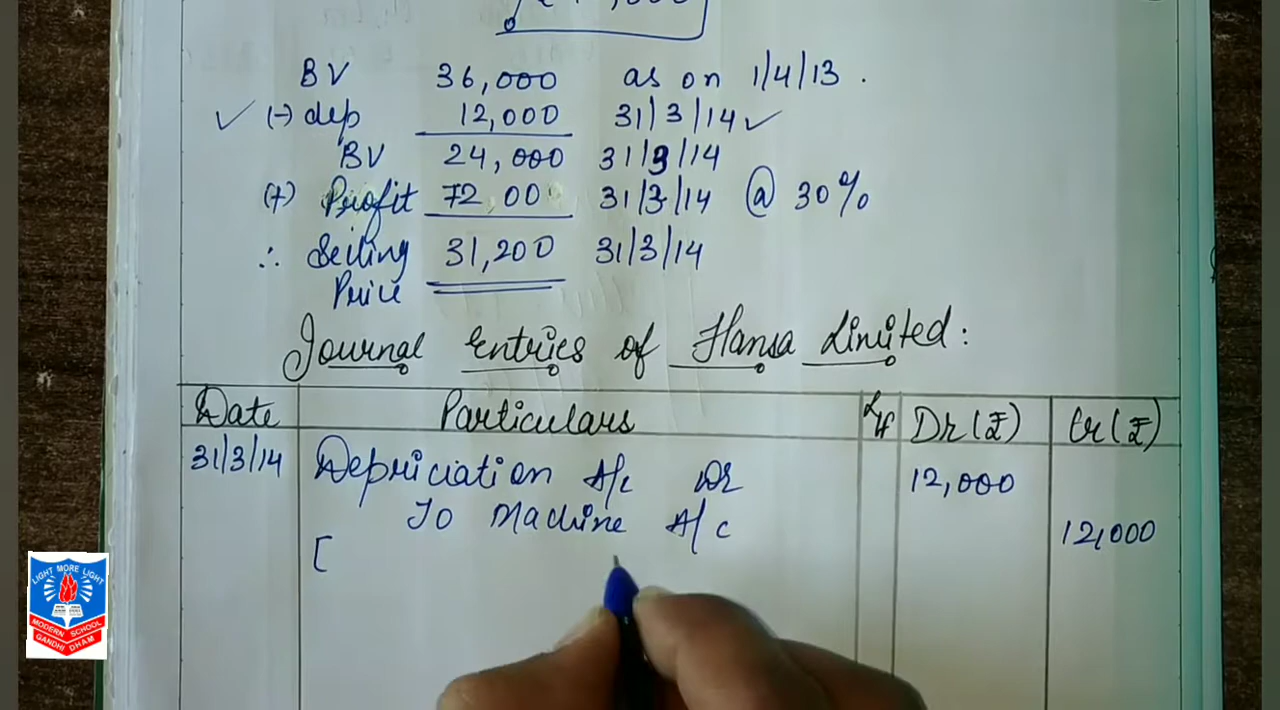 BV 36,000 as on 1/4/13.
✓ (-) dep 12,000 31/3/14 ✓
BV 24,000 31/3/14
(+) Profit 72,00 31/3/14 @ 30%
∴ Selling 31,200 31/3/14
Price
Journal Entries of Hansa Limited:
Date Particulars Lf Dr (₹) Cr (₹)
31/3/14 Depriciation A/c Dr 12,000
To Machine A/c 12,000
[
LIGHT MORE LIGHT
MODERN SCHOOL
GANDHIDHAM